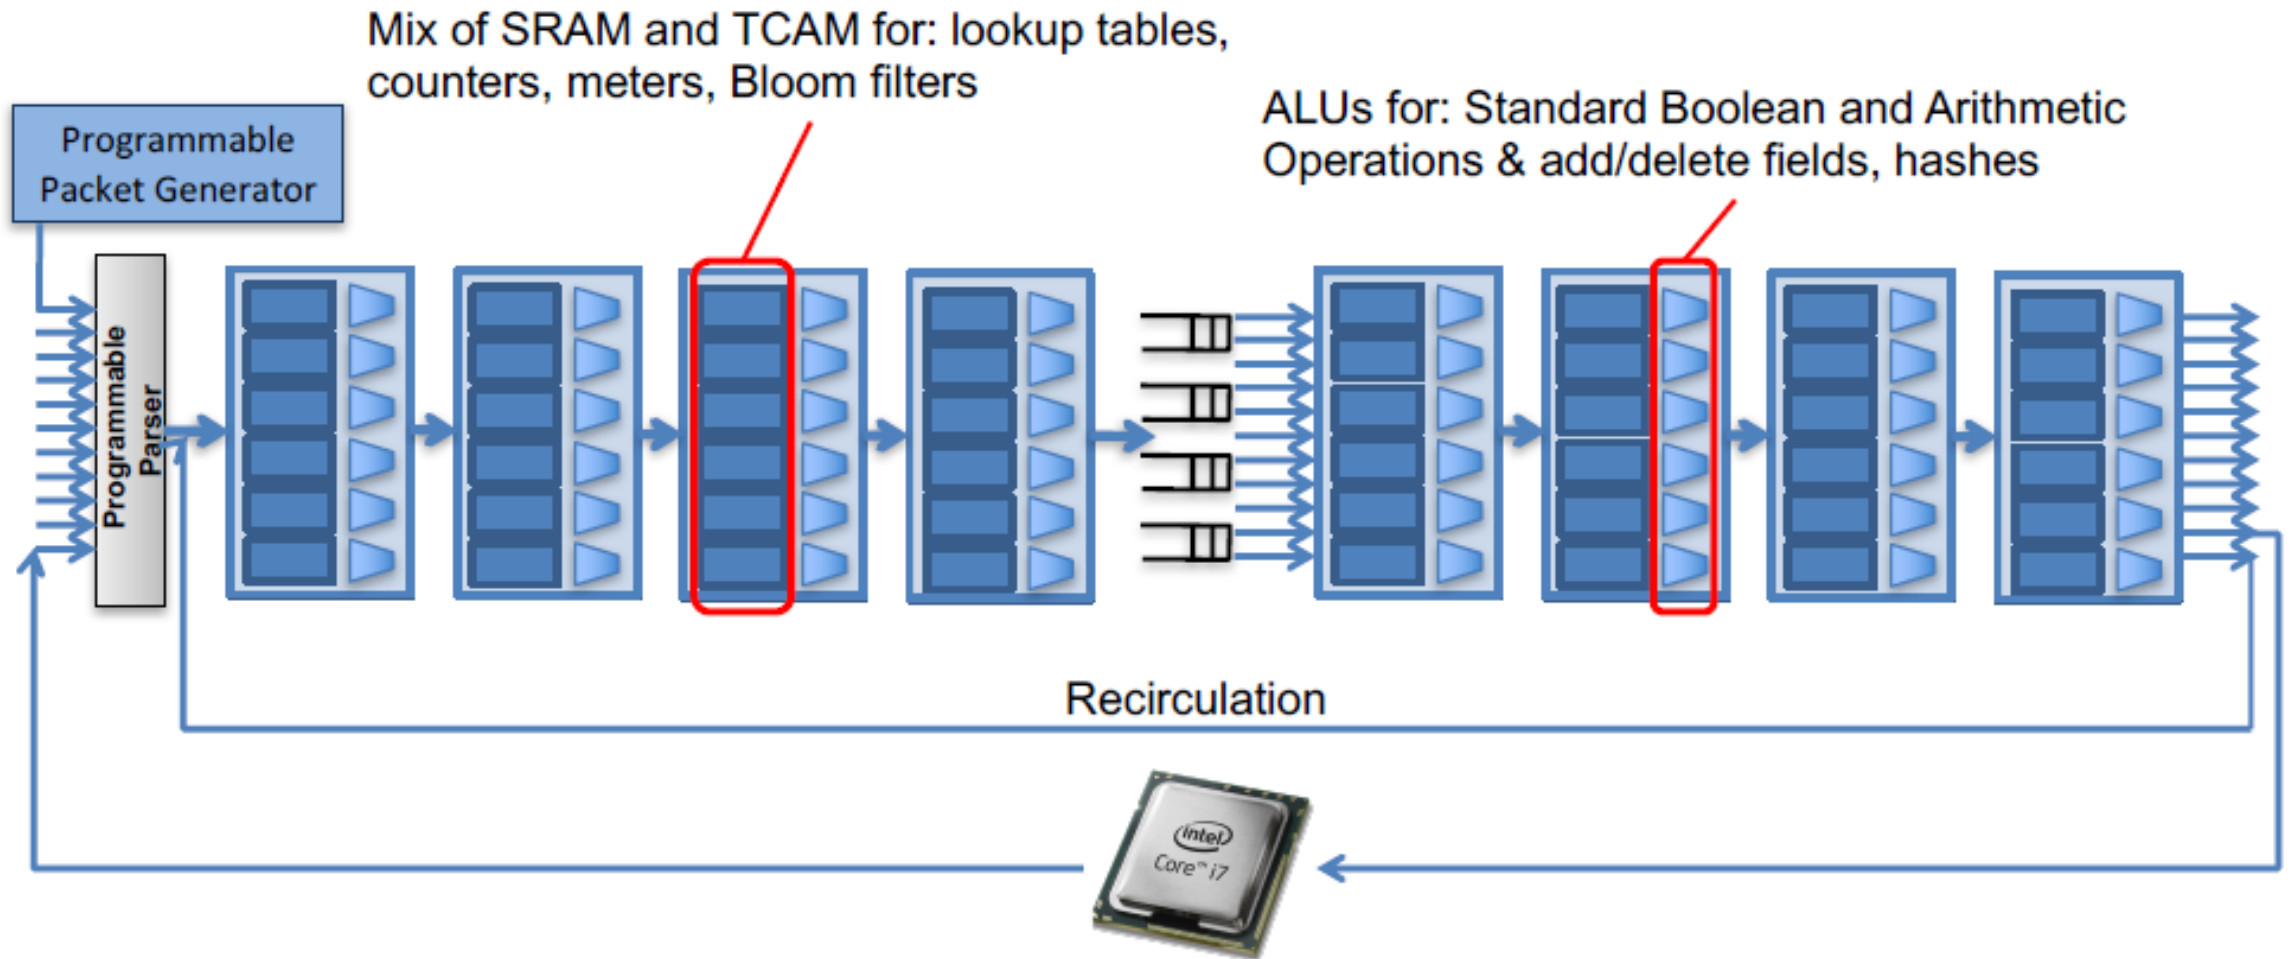 Mix of SRAM and TCAM for: lookup tables,
counters, meters, Bloom filters
ALUs for: Standard Boolean and Arithmetic
Operations & add/delete fields, hashes
Programmable
Packet Generator
Programmable
Parser
Recirculation
intel
Core™ i7